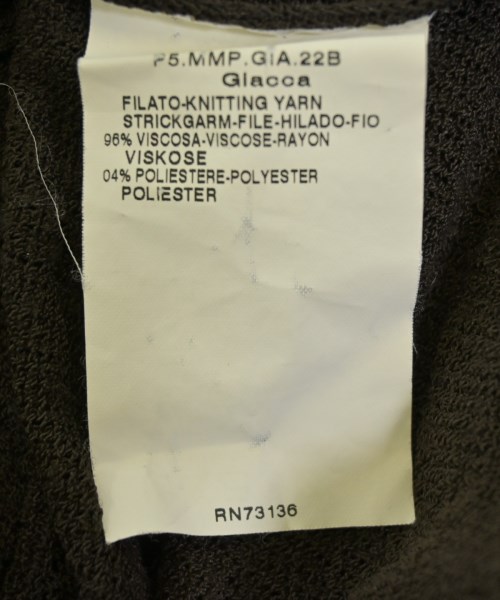 P5.MMP.GIA.22B
Giacca
FILATO-KNITTING YARN
STRICKGARM-FILE-HILADO-FIO
96% VISCOSA-VISCOSE-RAYON
VISKOSE
04% POLIESTERE-POLYESTER
POLIESTER
RN73136